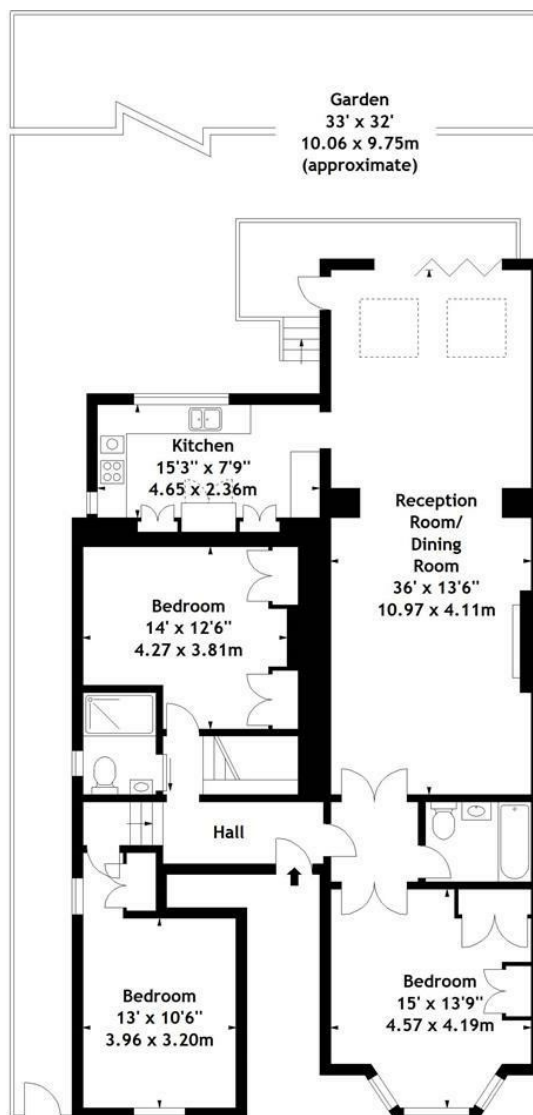 Garden
33' x 32'
10.06 x 9.75m
(approximate)
Kitchen
15'3" x 7'9"
4.65 x 2.36m
Reception
Room/
Dining
Room
36' x 13'6"
10.97 x 4.11m
Bedroom
14' x 12'6"
4.27 x 3.81m
Hall
Bedroom
13' x 10'6"
3.96 x 3.20m
Bedroom
15' x 13'9"
4.57 x 4.19m